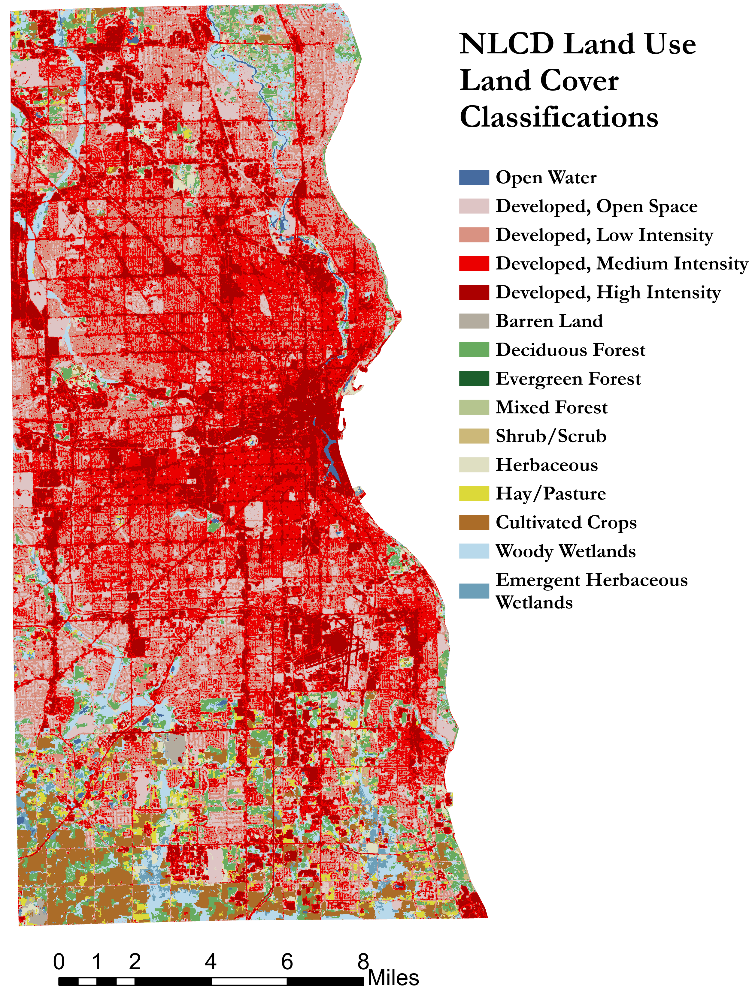 NLCD Land Use
Land Cover
Classifications
Open Water
Developed, Open Space
Developed, Low Intensity
Developed, Medium Intensity
Developed, High Intensity
Barren Land
Deciduous Forest
Evergreen Forest
Mixed Forest
Shrub/Scrub
Herbaceous
Hay/Pasture
Cultivated Crops
Woody Wetlands
Emergent Herbaceous
Wetlands
0 1 2 4 6 8
Miles